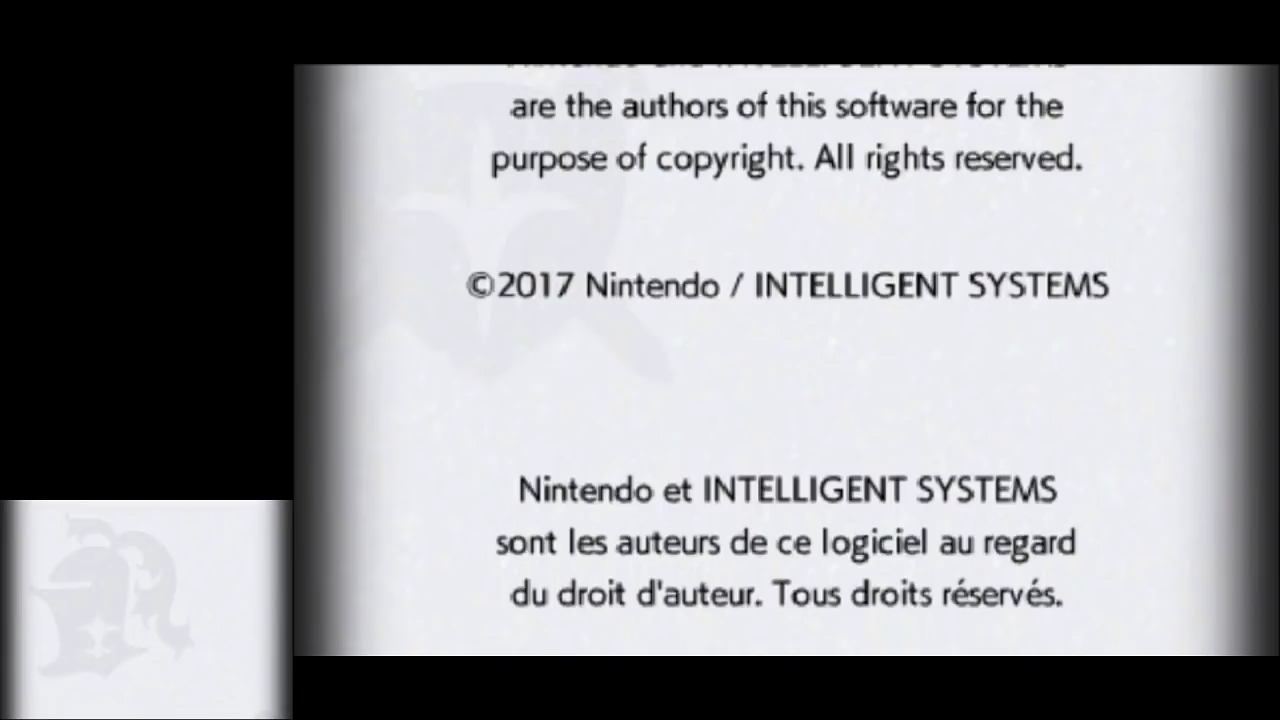 are the authors of this software for the
purpose of copyright. All rights reserved.
©2017 Nintendo / INTELLIGENT SYSTEMS
Nintendo et INTELLIGENT SYSTEMS
sont les auteurs de ce logiciel au regard
du droit d'auteur. Tous droits réservés.